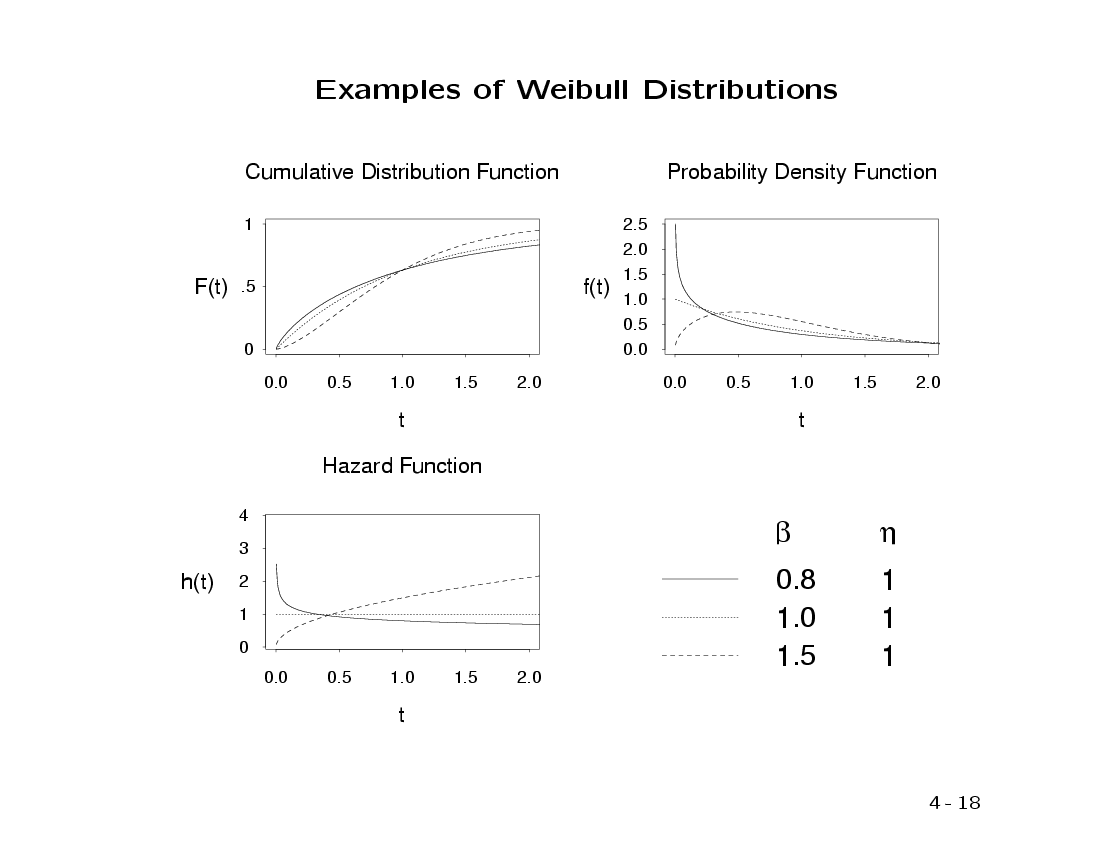 Examples of Weibull Distributions
Cumulative Distribution Function
1
F(t) .5
0
0.0 0.5 1.0 1.5 2.0
t
Probability Density Function
2.5
2.0
1.5
f(t)
1.0
0.5
0.0
0.0 0.5 1.0 1.5 2.0
t
Hazard Function
4
3
h(t) 2
1
0
0.0 0.5 1.0 1.5 2.0
t
β η
0.8 1
1.0 1
1.5 1
4 - 18